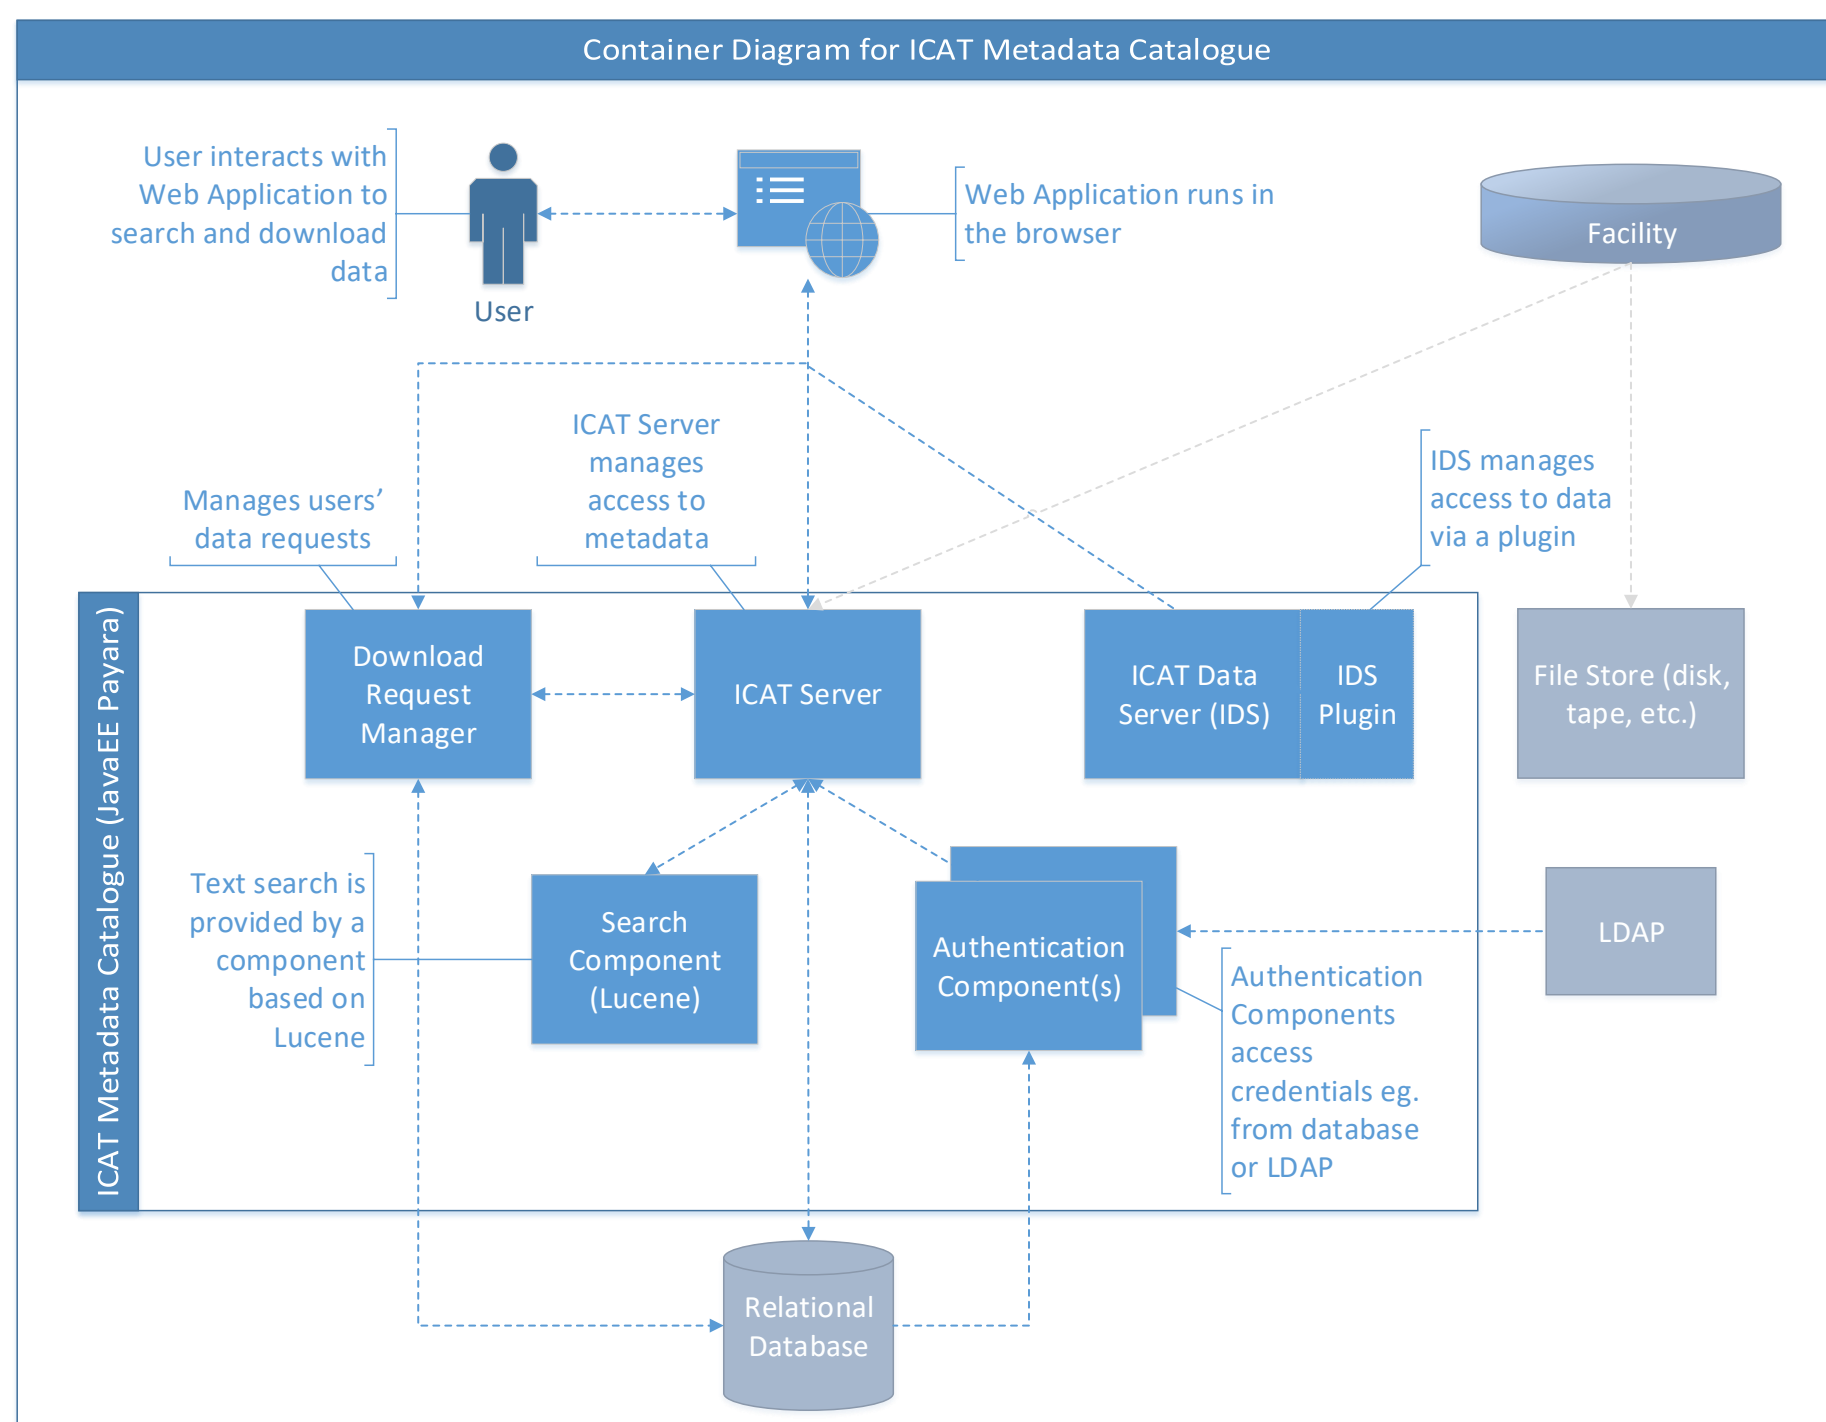 Container Diagram for ICAT Metadata Catalogue
User interacts with
Web Application to
search and download
data
User
Web Application runs in
the browser
Facility
Manages users’
data requests
ICAT Server
manages
access to
metadata
IDS manages
access to data
via a plugin
ICAT Metadata Catalogue (JavaEE Payara)
Download
Request
Manager
ICAT Server
ICAT Data
Server (IDS)
IDS
Plugin
File Store (disk,
tape, etc.)
Text search is
provided by a
component
based on
Lucene
Search
Component
(Lucene)
Authentication
Component(s)
LDAP
Authentication
Components
access
credentials eg.
from database
or LDAP
Relational
Database